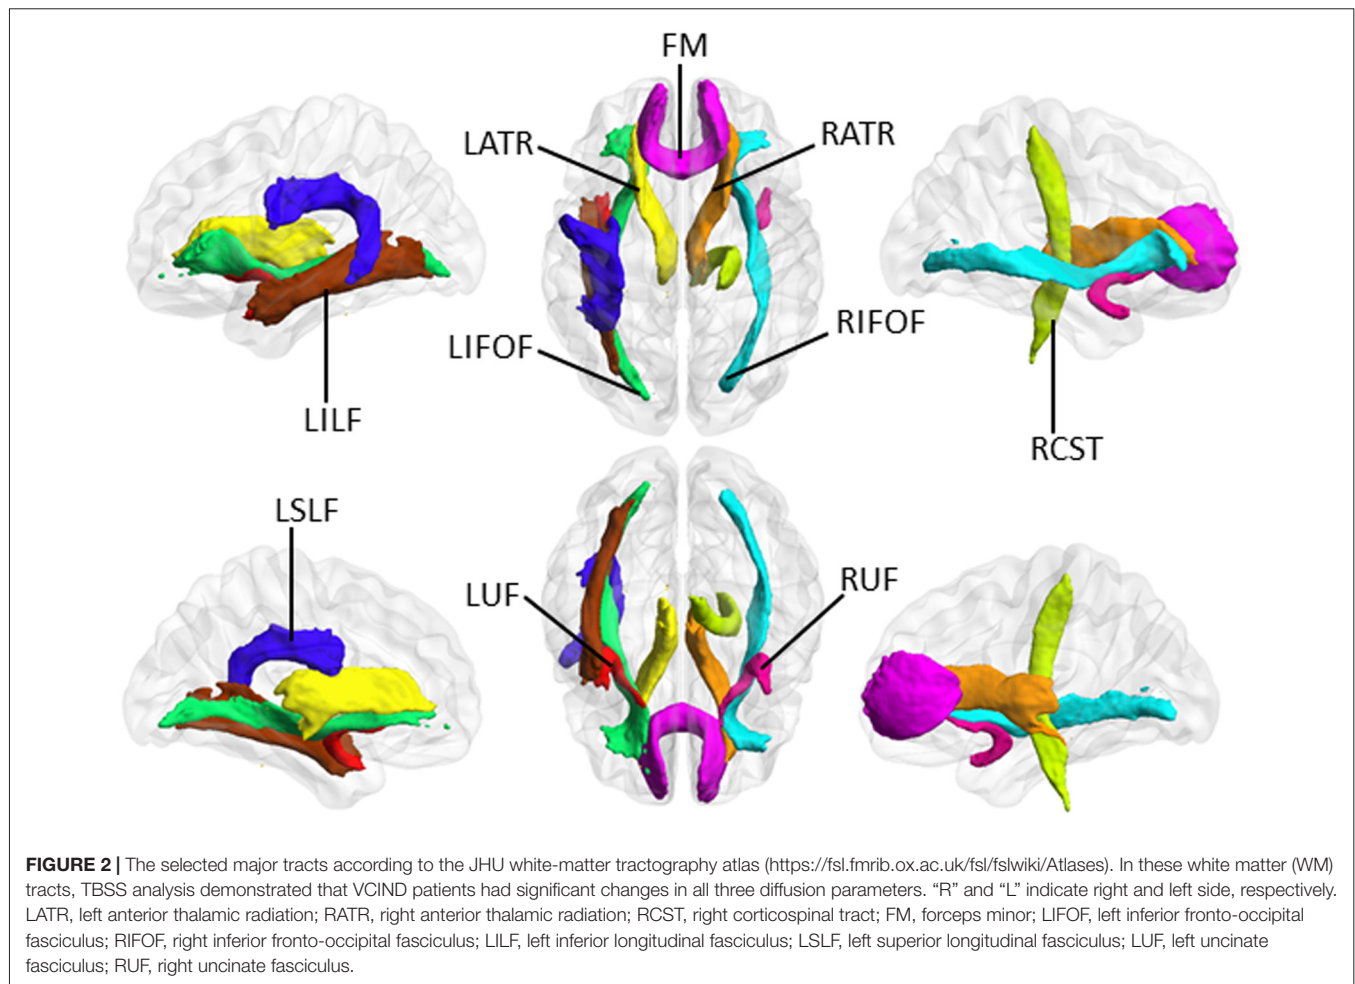 FM
LATR
RATR
LIFOF
RIFOF
LILF
RCST
LSLF
LUF
RUF
FIGURE 2 | The selected major tracts according to the JHU white-matter tractography atlas (https://fsl.fmrib.ox.ac.uk/fsl/fslwiki/Atlases). In these white matter (WM)
tracts, TBSS analysis demonstrated that VCIND patients had significant changes in all three diffusion parameters. “R” and “L” indicate right and left side, respectively.
LATR, left anterior thalamic radiation; RATR, right anterior thalamic radiation; RCST, right corticospinal tract; FM, forceps minor; LIFOF, left inferior fronto-occipital
fasciculus; RIFOF, right inferior fronto-occipital fasciculus; LILF, left inferior longitudinal fasciculus; LSLF, left superior longitudinal fasciculus; LUF, left uncinate
fasciculus; RUF, right uncinate fasciculus.